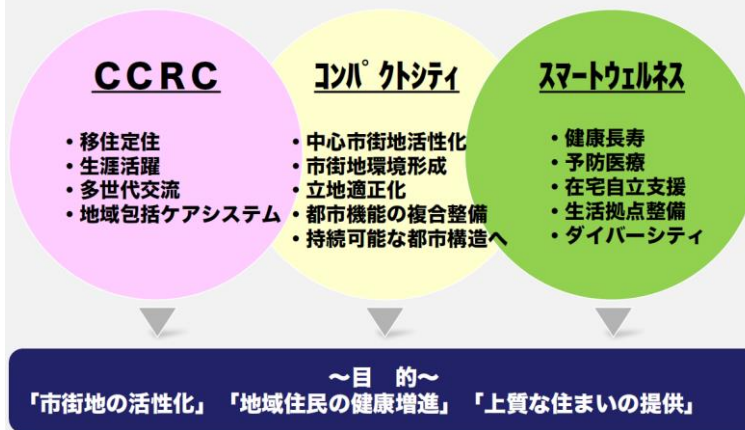 CCRC
・移住定住
・生涯活躍
・多世代交流
・地域包括ケアシステム
コンパクトシティ
・中心市街地活性化
・市街地環境形成
・立地適正化
・都市機能の複合整備
・持続可能な都市構造へ
スマートウェルネス
・健康長寿
・予防医療
・在宅自立支援
・生活拠点整備
・ダイバーシティ
～目　的～
「市街地の活性化」「地域住民の健康増進」「上質な住まいの提供」